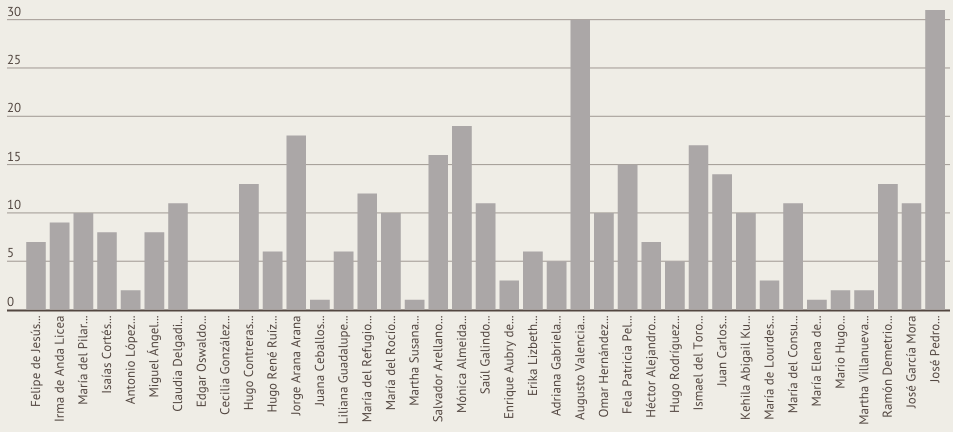 30
25
20
15
10
5
0
Felipe de Jesús...
Irma de Anda Licea
María del Pilar...
Isaías Cortés...
Antonio López...
Miguel Ángel...
Claudia Delgadi...
Edgar Oswaldo...
Cecilia González...
Hugo Contreras...
Hugo René Ruiz...
Jorge Arana Arana
Juana Ceballos...
Liliana Guadalupe...
María del Refugio...
María del Rocío...
Martha Susana...
Salvador Arellano...
Mónica Almeida...
Saúl Galindo...
Enrique Aubry de...
Erika Lizbeth...
Adriana Gabriela...
Augusto Valencia...
Omar Hernández...
Fela Patricia Pel...
Héctor Alejandro...
Hugo Rodríguez...
Ismael del Toro...
Juan Carlos...
Kehila Abigail Ku...
María de Lourdes...
María del Consu...
María Elena de...
Mario Hugo...
Martha Villanueva...
Ramón Demetrio...
José García Mora
José Pedro...